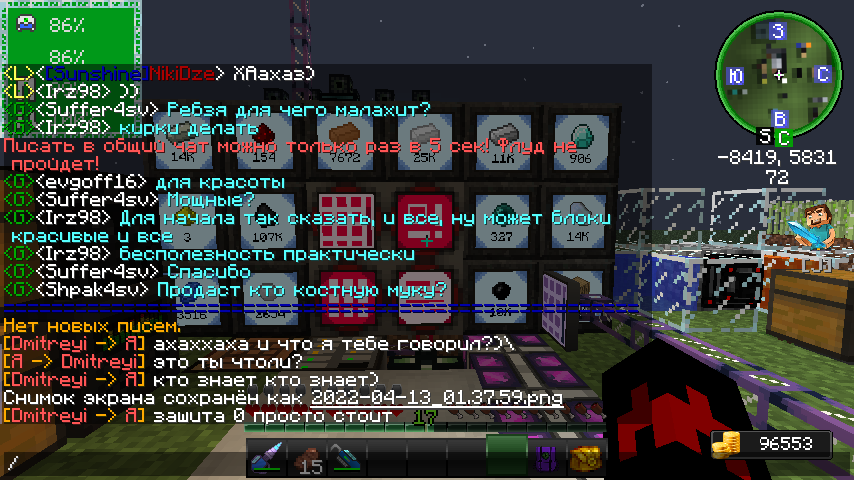 86%
86%
<L><[Sunshine]NikiDze> ХАахаз)
<L><Irz98> ))
<G><Suffer4sv> Ребзя для чего малахит?
<G><Irz98> кирки делать
Писать в общий чат можно только раз в 5 сек! Флуд не
пройдет!
<G><evgoff16> для красоты
<G><Suffer4sv> Мощные?
<G><Irz98> Для начала так сказать, и все, ну может блоки
красивые и все
<G><Irz98> бесполезность практически
<G><Suffer4sv> Спасибо
<G><Shpak4sv> Продаст кто костную муку?
Нет новых писем.
[Dmitreyi -> Я] ахаххаха и что я тебе говорил?)\
[Я -> Dmitreyi] это ты чтоли?
[Dmitreyi -> Я] кто знает кто знает)
Снимок экрана сохранён как 2022-04-13_01.37.59.png
[Dmitreyi -> Я] зашита 0 просто стоит
/
14K 154 7672 25K 11K 906
3 107K 327 14K
17
15
З
Ю С
В
S C
-8419, 5831
72
96553